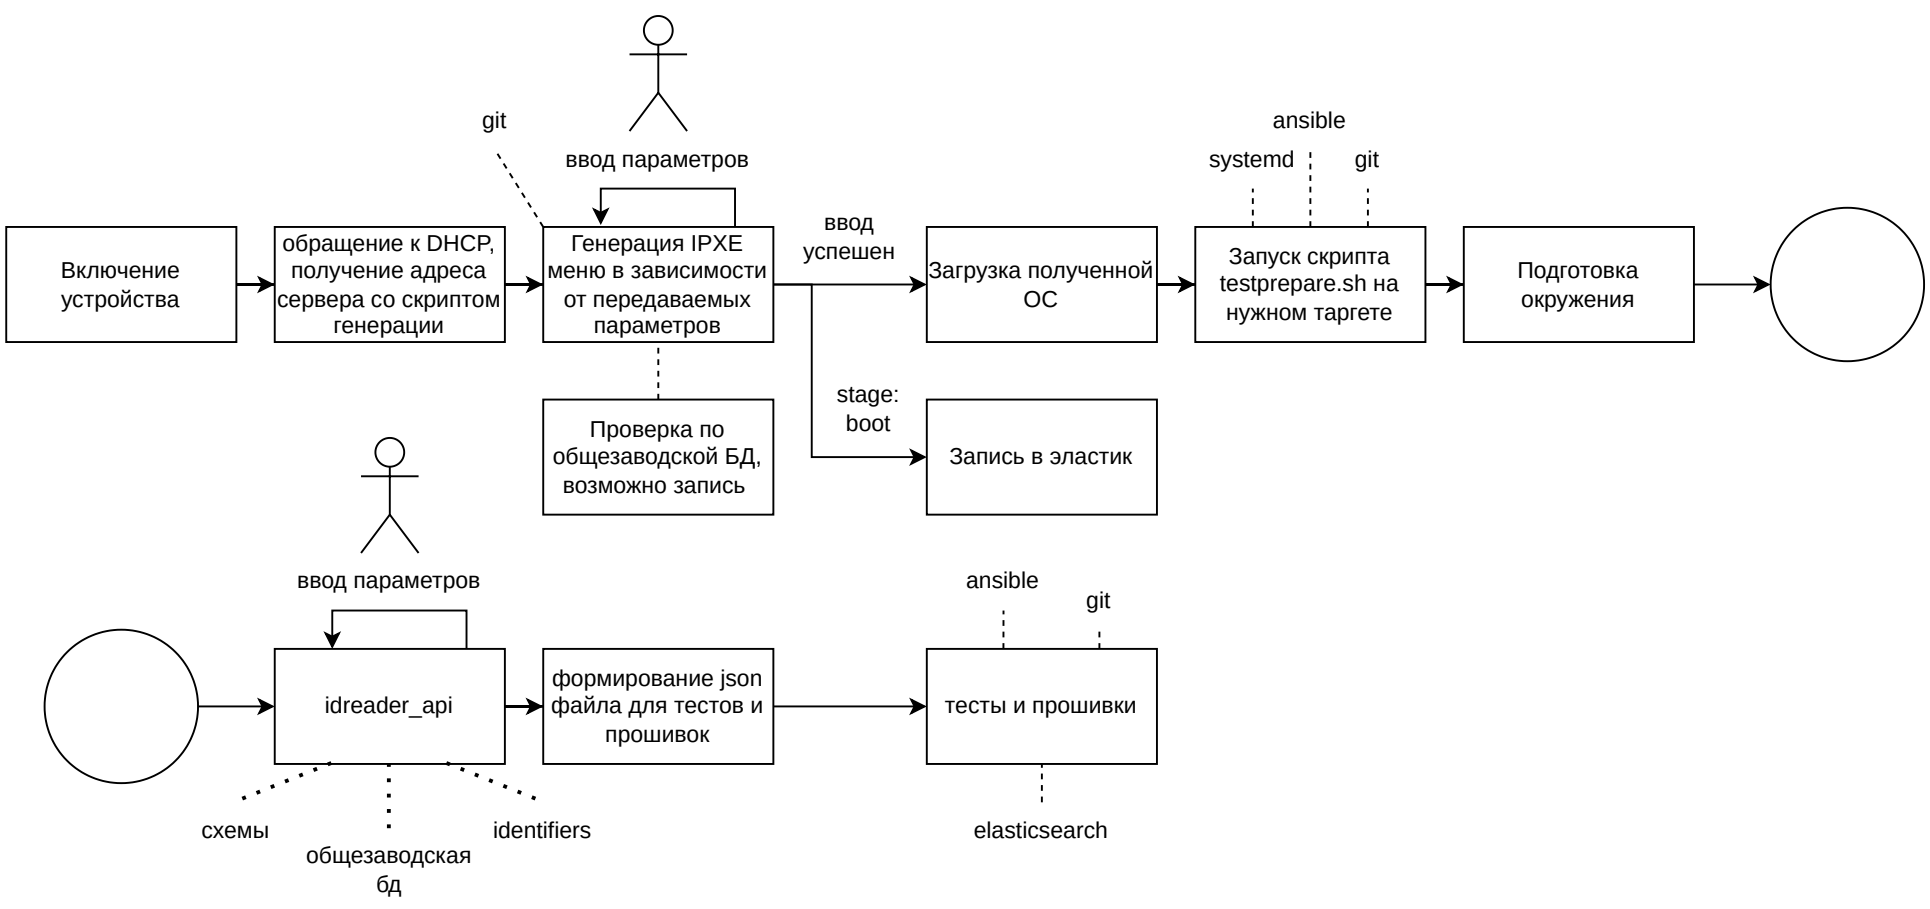 git
ввод параметров
ansible
systemd
git
Включение
устройства
обращение к DHCP,
получение адреса
сервера со скриптом
генерации
Генерация IPXE
меню в зависимости
от передаваемых
параметров
ввод
успешен
Загрузка полученной
ОС
Запуск скрипта
testprepare.sh на
нужном таргете
Подготовка
окружения
Проверка по
общезаводской БД,
возможно запись
stage:
boot
Запись в эластик
ввод параметров
idreader_api
формирование json
файла для тестов и
прошивок
ansible
git
тесты и прошивки
схемы
общезаводская
бд
identifiers
elasticsearch